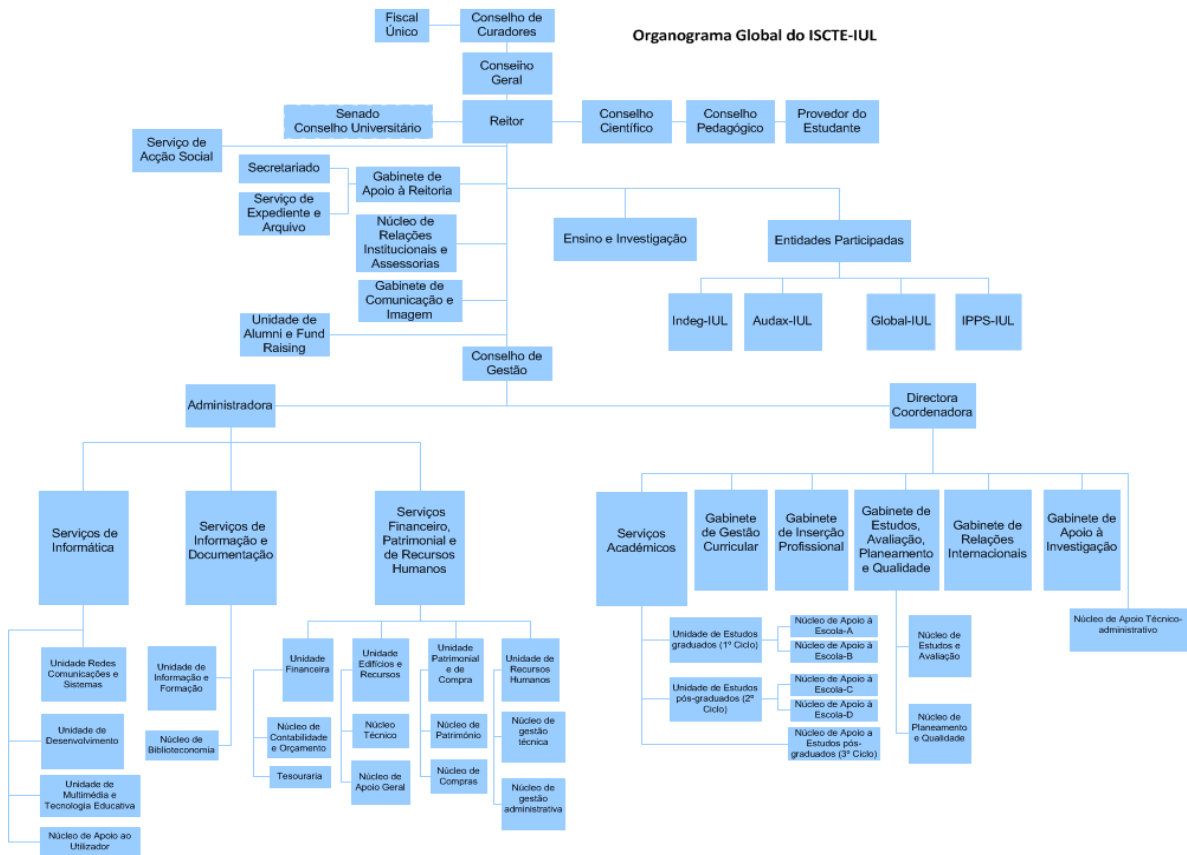 Organograma Global do ISCTE-IUL
Fiscal
Único
Conselho de
Curadores
Conselho
Geral
Senado
Conselho Universitário
Reitor
Conselho
Científico
Conselho
Pedagógico
Provedor do
Estudante
Serviço de
Acção Social
Secretariado
Gabinete de
Apoio à Reitoria
Serviço de
Expediente e
Arquivo
Núcleo de
Relações
Institucionais e
Assessorias
Ensino e Investigação
Entidades Participadas
Gabinete de
Comunicação e
Imagem
Indeg-IUL
Audax-IUL
Global-IUL
IPPS-IUL
Unidade de
Alumni e Fund
Raising
Conselho de
Gestão
Administradora
Directora
Coordenadora
Serviços de
Informática
Serviços de
Informação e
Documentação
Serviços
Financeiro,
Patrimonial e
de Recursos
Humanos
Serviços
Académicos
Gabinete
de Gestão
Curricular
Gabinete
de Inserção
Profissional
Gabinete de
Estudos,
Avaliação,
Planeamento
e Qualidade
Gabinete de
Relações
Internacionais
Gabinete de
Apoio à
Investigação
Núcleo de Apoio Técnico-
administrativo
Unidade Redes
Comunicações e
Sistemas
Unidade de
Desenvolvimento
Unidade de
Multimédia e
Tecnologia Educativa
Núcleo de Apoio ao
Utilizador
Unidade de
Informação e
Formação
Núcleo de
Biblioteconomia
Unidade
Financeira
Núcleo de
Contabilidade
e Orçamento
Tesouraria
Unidade
Edifícios e
Recursos
Núcleo
Técnico
Núcleo de
Apoio Geral
Unidade
Patrimonial
e de
Compra
Núcleo de
Património
Núcleo de
Compras
Unidade de
Recursos
Humanos
Núcleo de
gestão
técnica
Núcleo de
gestão
administrativa
Unidade de Estudos
graduados (1º Ciclo)
Núcleo de Apoio à
Escola-A
Núcleo de Apoio à
Escola-B
Unidade de Estudos
pós-graduados (2º
Ciclo)
Núcleo de Apoio à
Escola-C
Núcleo de Apoio à
Escola-D
Núcleo de Apoio a
Estudos pós-
graduados (3º Ciclo)
Núcleo de
Estudos e
Avaliação
Núcleo de
Planeamento
e Qualidade